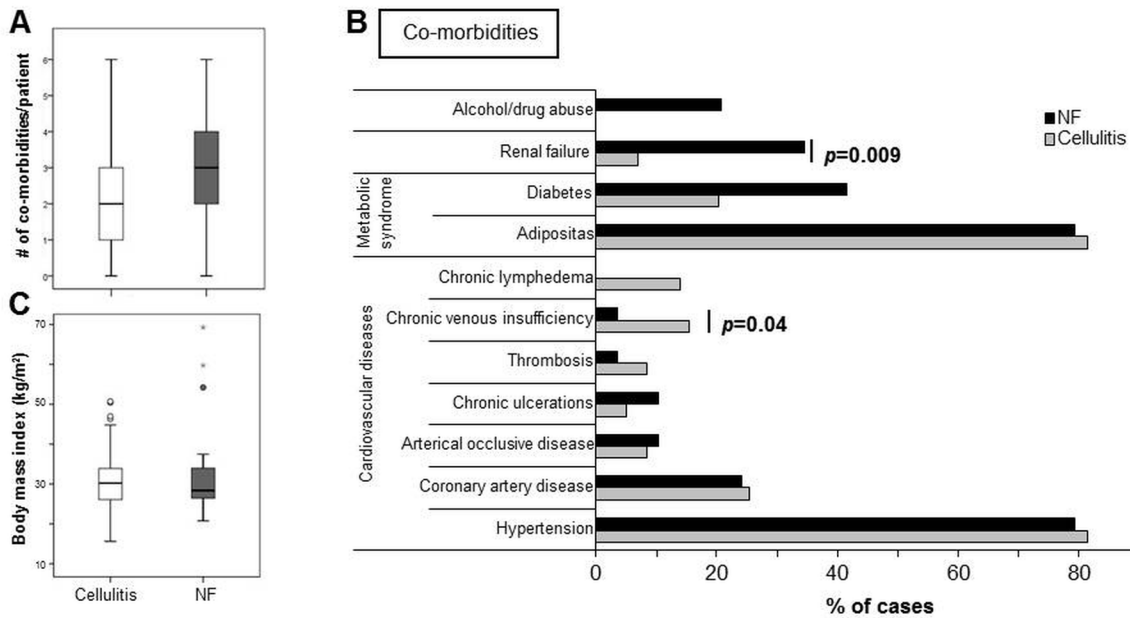 A
# of co-morbidities/patient
6
5
4
3
2
1
0
C
Body mass index (kg/m²)
70
50
30
10
Cellulitis NF
B
Co-morbidities
NF
Cellulitis
Alcohol/drug abuse
Renal failure
p=0.009
Metabolic
syndrome
Diabetes
Adipositas
Cardiovascular diseases
Chronic lymphedema
Chronic venous insufficiency
p=0.04
Thrombosis
Chronic ulcerations
Arterical occlusive disease
Coronary artery disease
Hypertension
0 20 40 60 80
% of cases